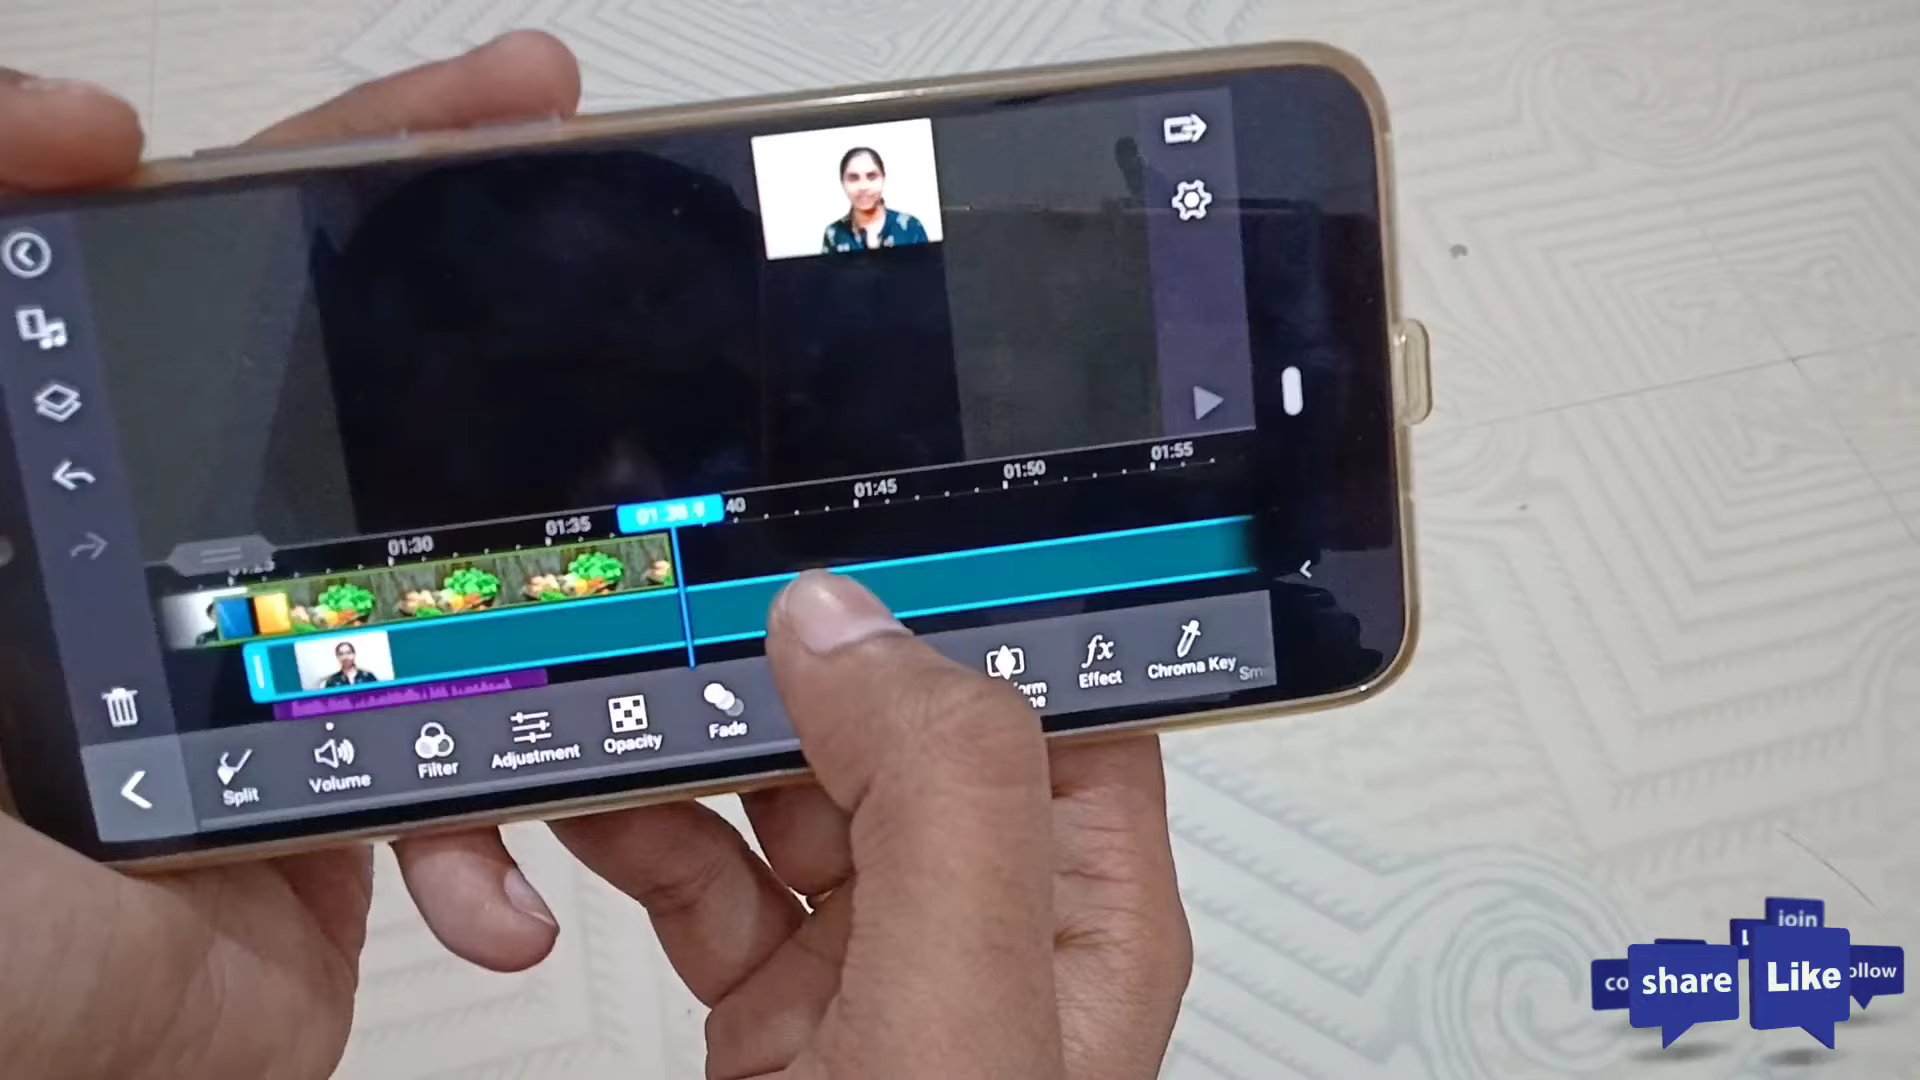 01:55
01:50
01:45
40
01:35
01:30
Split
Volume
Filter
Adjustment
Opacity
Fade
Effect
Chroma Key
join
share
Like